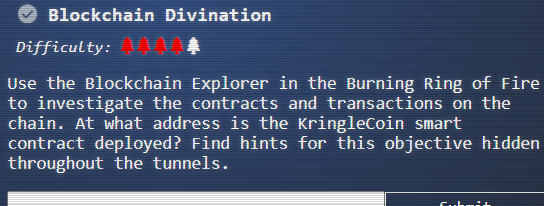 Blockchain Divination
Difficulty:
Use the Blockchain Explorer in the Burning Ring of Fire
to investigate the contracts and transactions on the
chain. At what address is the KringleCoin smart
contract deployed? Find hints for this objective hidden
throughout the tunnels.
Submit